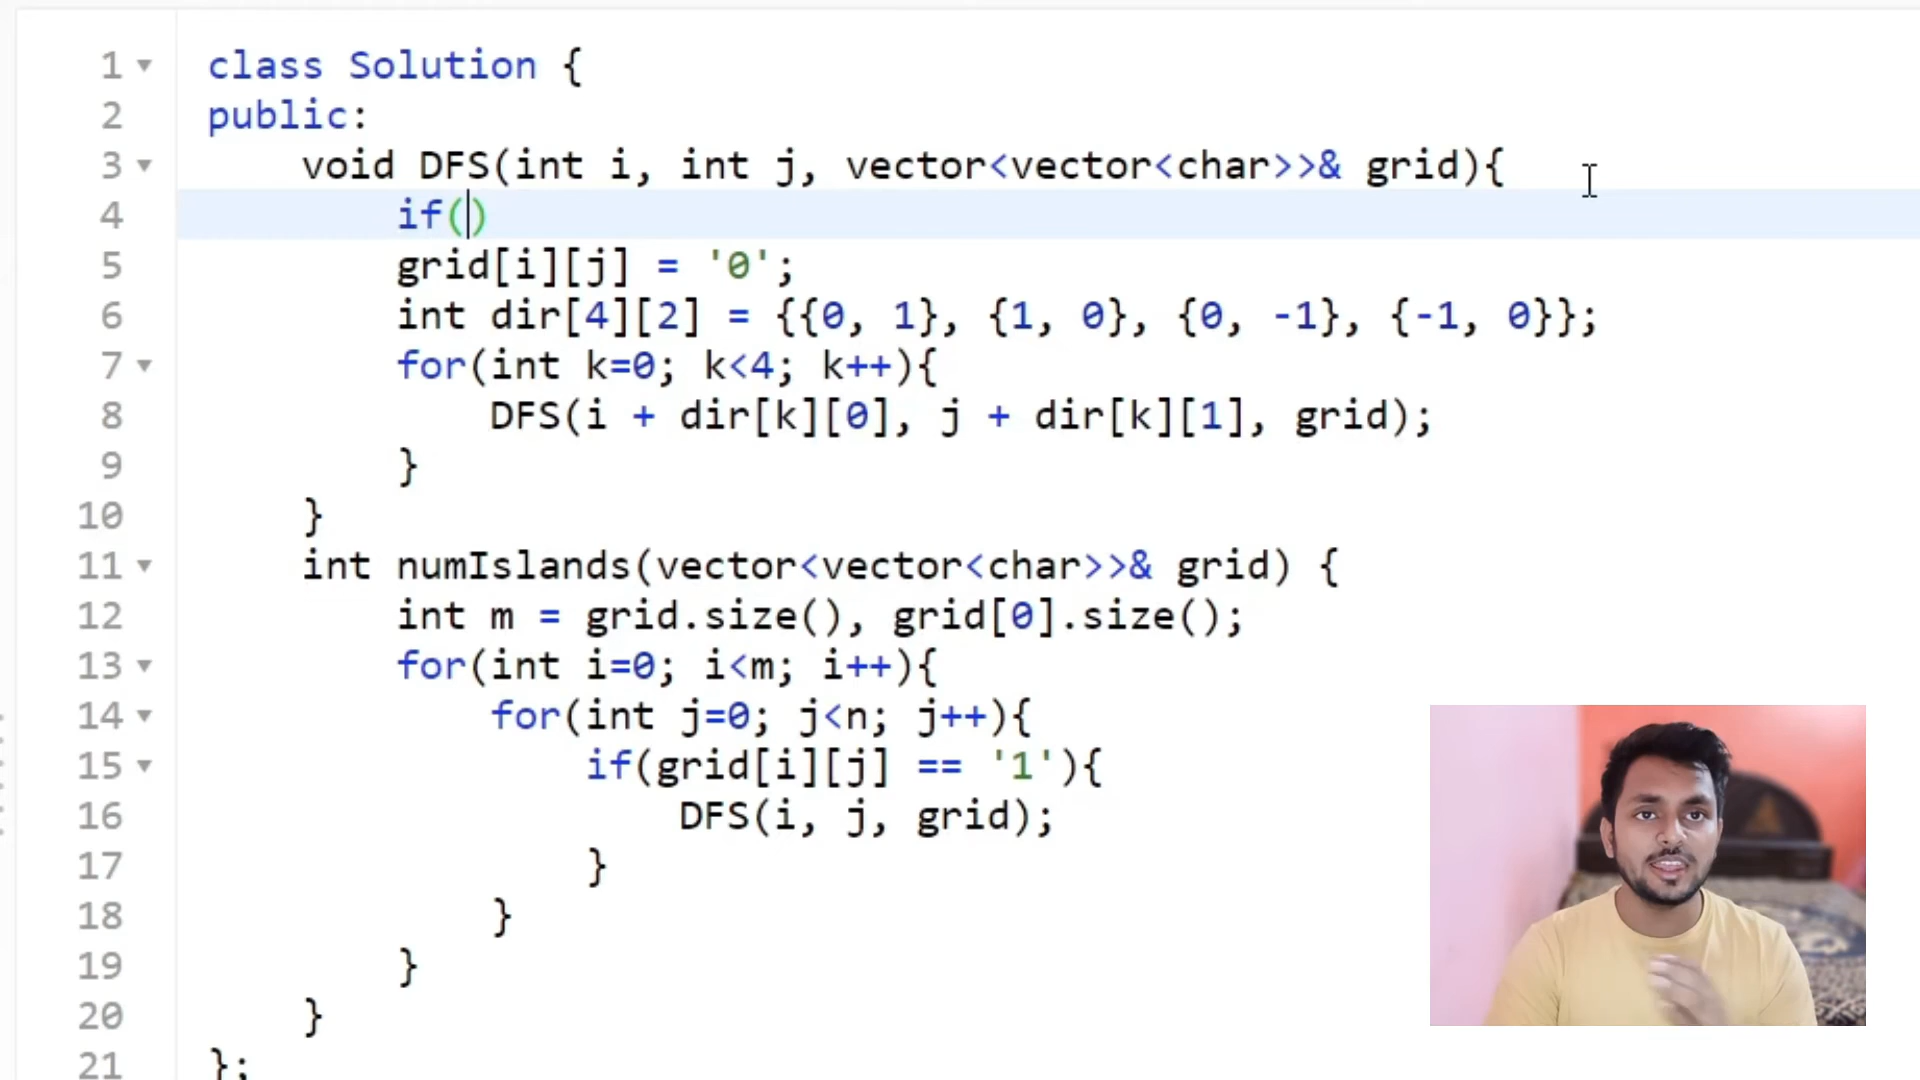 1 class Solution {
2 public:
3 void DFS(int i, int j, vector<vector<char>>& grid){
4 if()
5 grid[i][j] = '0';
6 int dir[4][2] = {{0, 1}, {1, 0}, {0, -1}, {-1, 0}};
7 for(int k=0; k<4; k++){
8 DFS(i + dir[k][0], j + dir[k][1], grid);
9 }
10 }
11 int numIslands(vector<vector<char>>& grid) {
12 int m = grid.size(), grid[0].size();
13 for(int i=0; i<m; i++){
14 for(int j=0; j<n; j++){
15 if(grid[i][j] == '1'){
16 DFS(i, j, grid);
17 }
18 }
19 }
20 }
21 };